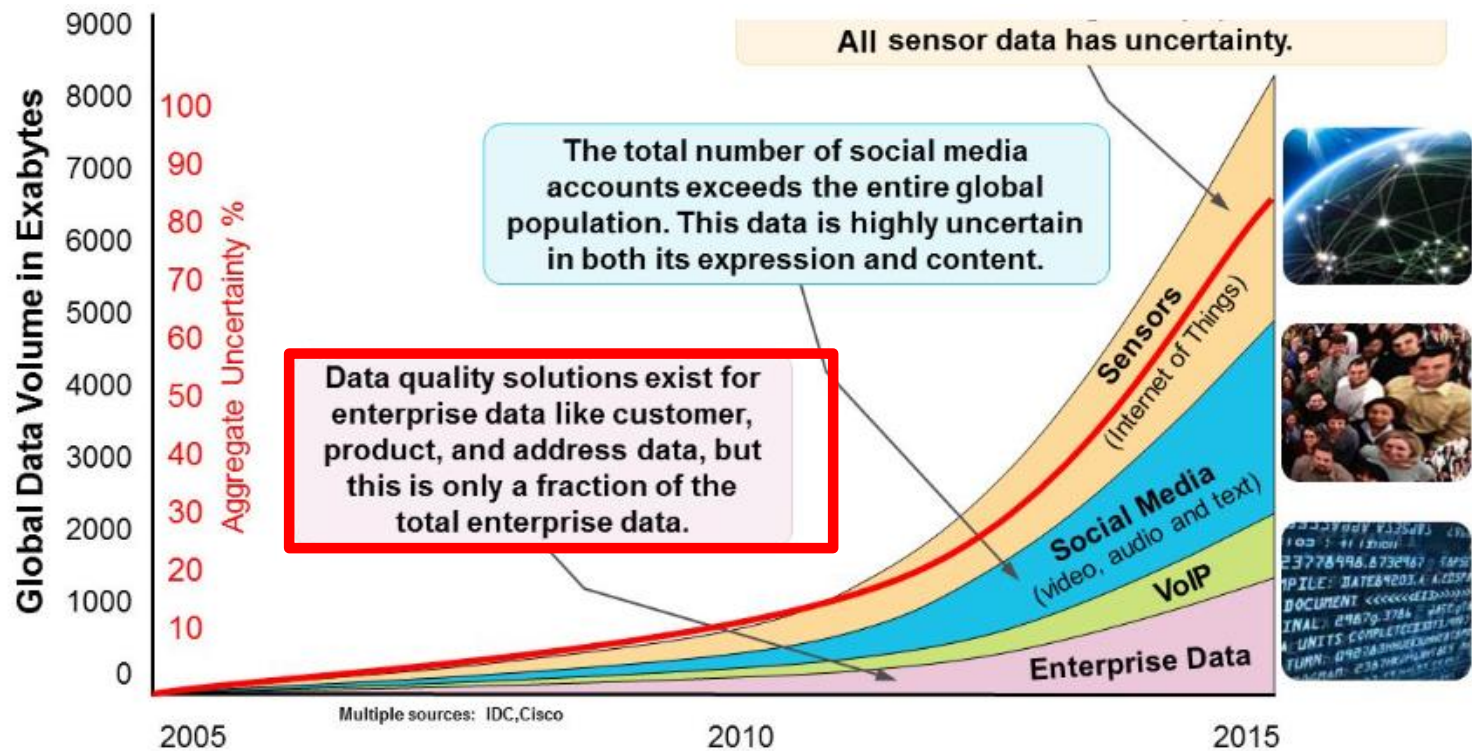 Global Data Volume in Exabytes
9000
8000
7000
6000
5000
4000
3000
2000
1000
0
Aggregate Uncertainty %
100
90
80
70
60
50
40
30
20
10
All sensor data has uncertainty.
The total number of social media
accounts exceeds the entire global
population. This data is highly uncertain
in both its expression and content.
Data quality solutions exist for
enterprise data like customer,
product, and address data, but
this is only a fraction of the
total enterprise data.
Sensors
(Internet of Things)
Social Media
(video, audio and text)
VoIP
Enterprise Data
Multiple sources: IDC,Cisco
2005
2010
2015